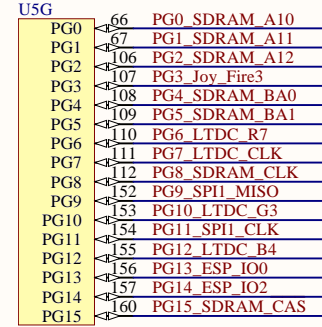 U5G
PG0 66 PG0_SDRAM_A10
PG1 67 PG1_SDRAM_A11
PG2 106 PG2_SDRAM_A12
PG3 107 PG3_Joy_Fire3
PG4 108 PG4_SDRAM_BA0
PG5 109 PG5_SDRAM_BA1
PG6 110 PG6_LTDC_R7
PG7 111 PG7_LTDC_CLK
PG8 112 PG8_SDRAM_CLK
PG9 152 PG9_SPI1_MISO
PG10 153 PG10_LTDC_G3
PG11 154 PG11_SPI1_CLK
PG12 155 PG12_LTDC_B4
PG13 156 PG13_ESP_IO0
PG14 157 PG14_ESP_IO2
PG15 160 PG15_SDRAM_CAS